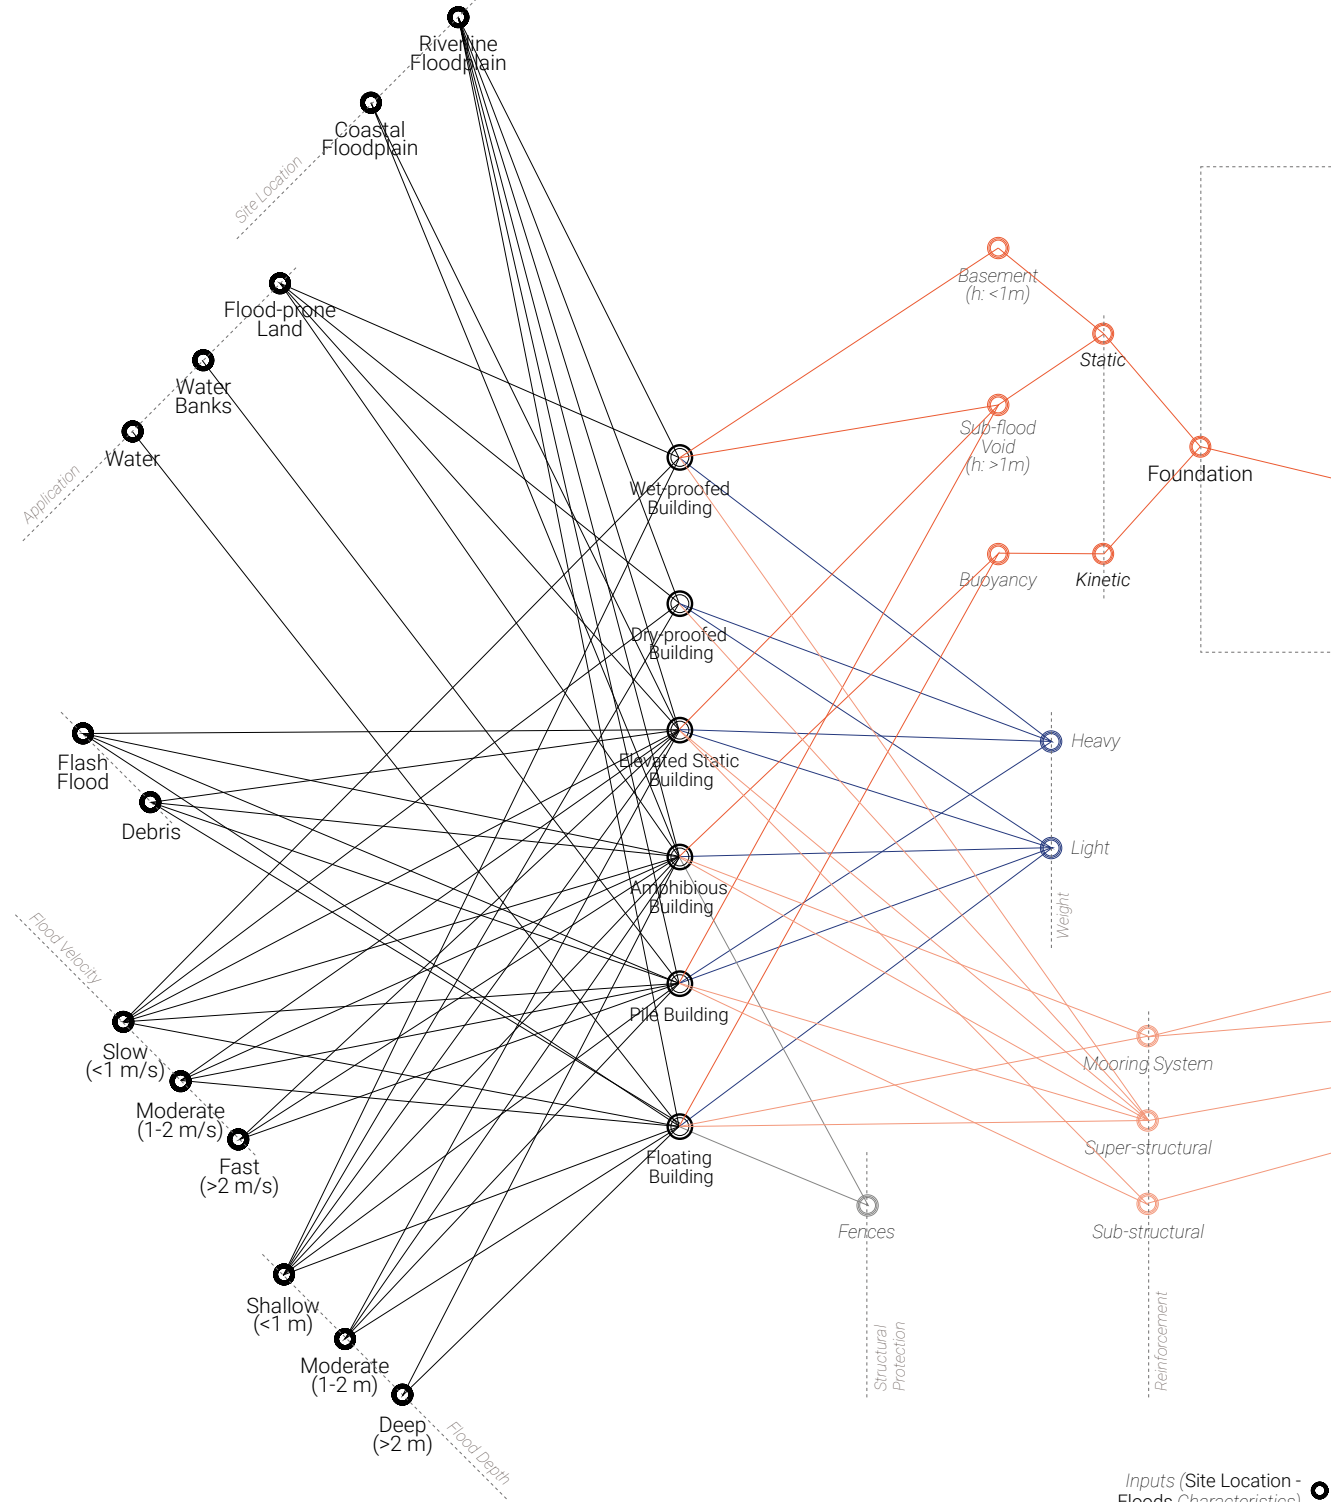 Riverine
Floodplain
Coastal
Floodplain
Site Location
Flood-prone
Land
Water
Banks
Water
Application
Basement
(h: <1m)
Static
Sub-flood
Void
(h: >1m)
Foundation
Buoyancy
Kinetic
Wet-proofed
Building
Dry-proofed
Building
Elevated Static
Building
Amphibious
Building
Pile Building
Floating
Building
Heavy
Light
Weight
Flash
Flood
Debris
Flood Velocity
Slow
(<1 m/s)
Moderate
(1-2 m/s)
Fast
(>2 m/s)
Shallow
(<1 m)
Moderate
(1-2 m)
Deep
(>2 m)
Flood Depth
Mooring System
Super-structural
Sub-structural
Reinforcement
Fences
Structural
Protection
Inputs (Site Location -
Floods Characteristics)